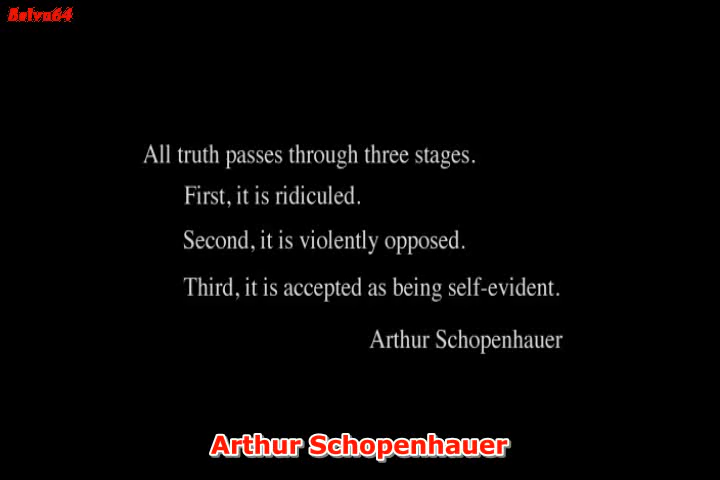 Belva64
All truth passes through three stages.
First, it is ridiculed.
Second, it is violently opposed.
Third, it is accepted as being self-evident.
Arthur Schopenhauer
Arthur Schopenhauer